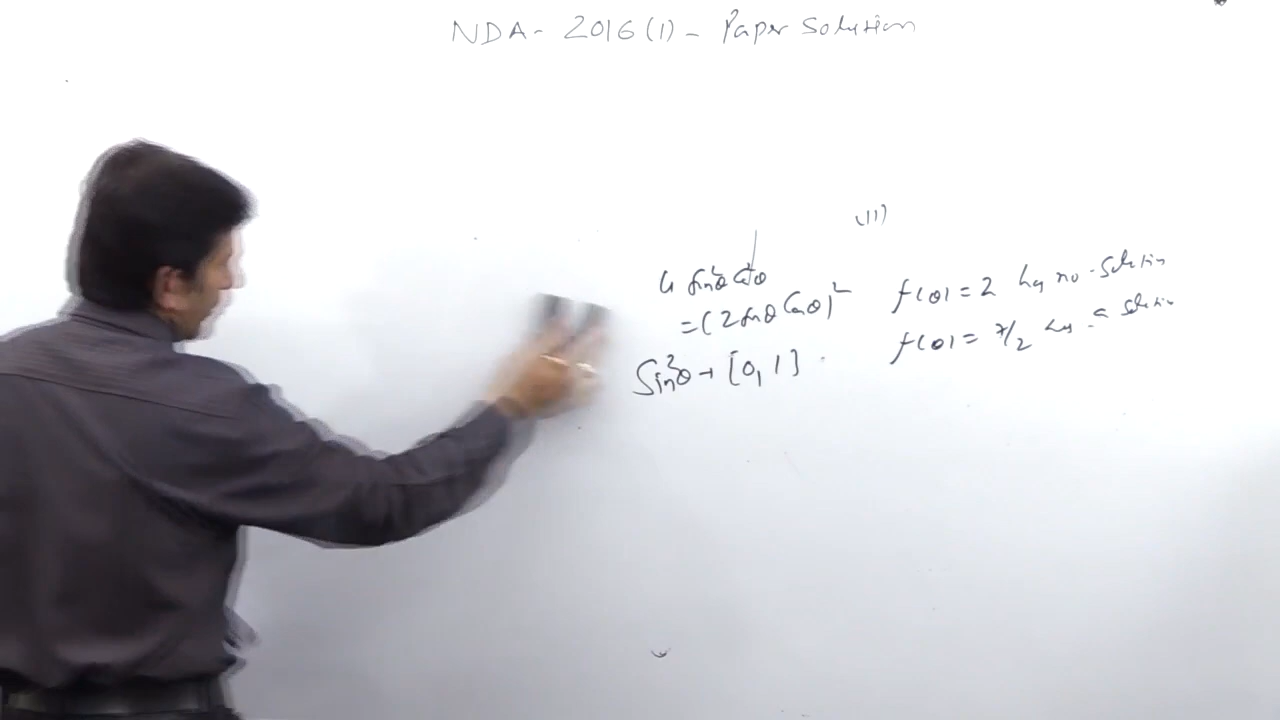 NDA - 2016 (1) - Paper Solution
(11)
4 sin²θ cos²θ
= (2 sinθ cosθ)²
Sin²θ → [0, 1]
f(θ) = 2 has no-solution
f(θ) = 7/2 has a solution